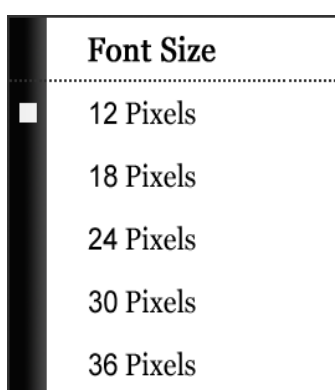 Font Size
12 Pixels
18 Pixels
24 Pixels
30 Pixels
36 Pixels